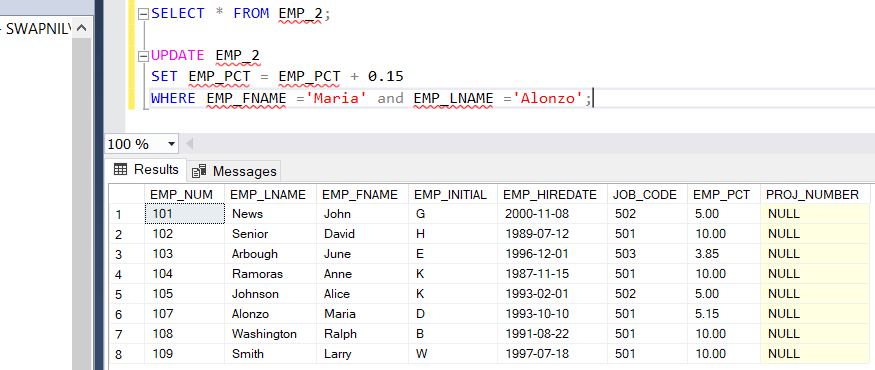 SELECT * FROM EMP_2;
- SWAPNIL
UPDATE EMP_2
SET EMP_PCT = EMP_PCT + 0.15
WHERE EMP_FNAME ='Maria' and EMP_LNAME ='Alonzo';
100 %
Results Messages
EMP_NUM EMP_LNAME EMP_FNAME EMP_INITIAL EMP_HIREDATE JOB_CODE EMP_PCT PROJ_NUMBER
1 101 News John G 2000-11-08 502 5.00 NULL
2 102 Senior David H 1989-07-12 501 10.00 NULL
3 103 Arbough June E 1996-12-01 503 3.85 NULL
4 104 Ramoras Anne K 1987-11-15 501 10.00 NULL
5 105 Johnson Alice K 1993-02-01 502 5.00 NULL
6 107 Alonzo Maria D 1993-10-10 501 5.15 NULL
7 108 Washington Ralph B 1991-08-22 501 10.00 NULL
8 109 Smith Larry W 1997-07-18 501 10.00 NULL